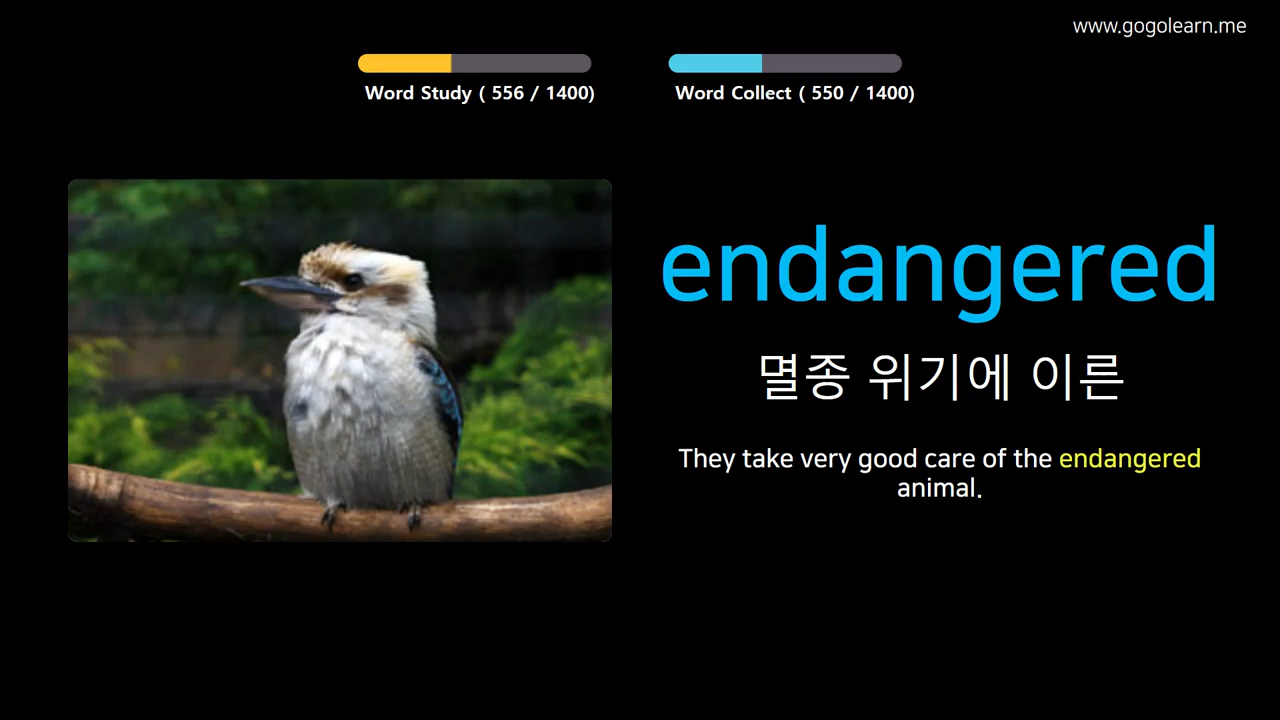 www.gogolearn.me
Word Study ( 556 / 1400)
Word Collect ( 550 / 1400)
endangered
멸종 위기에 이른
They take very good care of the endangered
animal.